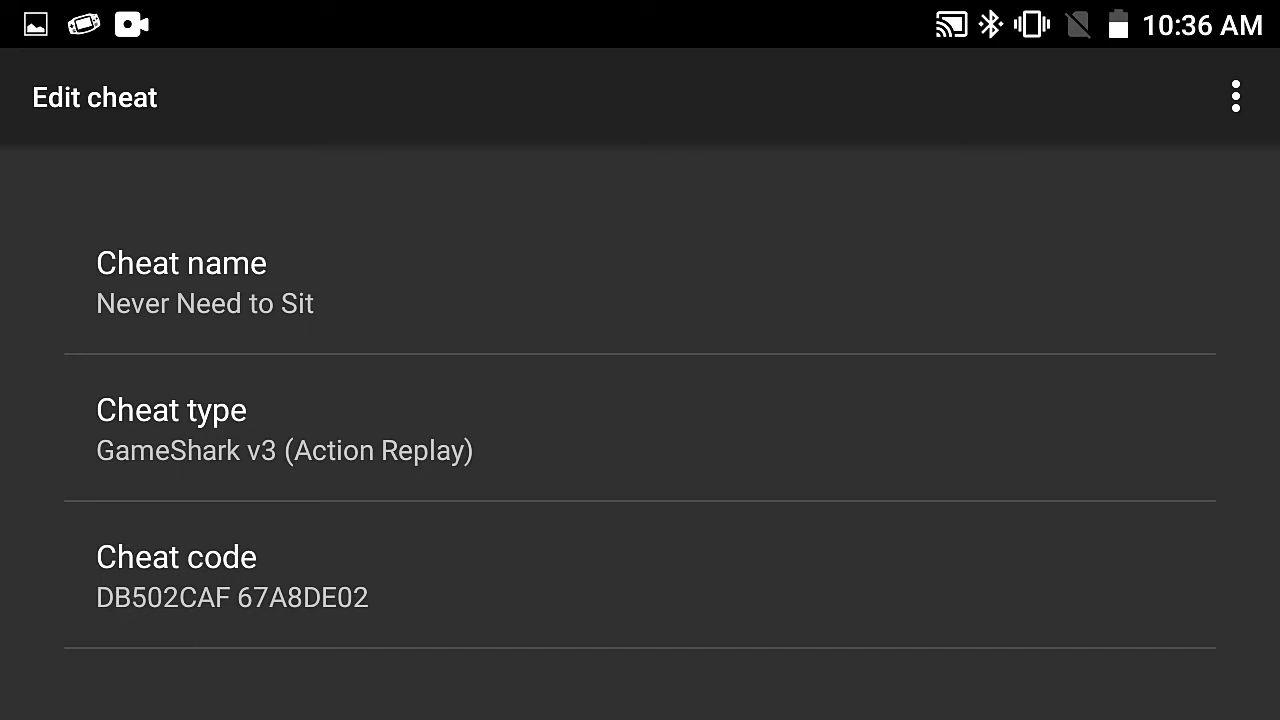 10:36 AM
Edit cheat
Cheat name
Never Need to Sit
Cheat type
GameShark v3 (Action Replay)
Cheat code
DB502CAF 67A8DE02